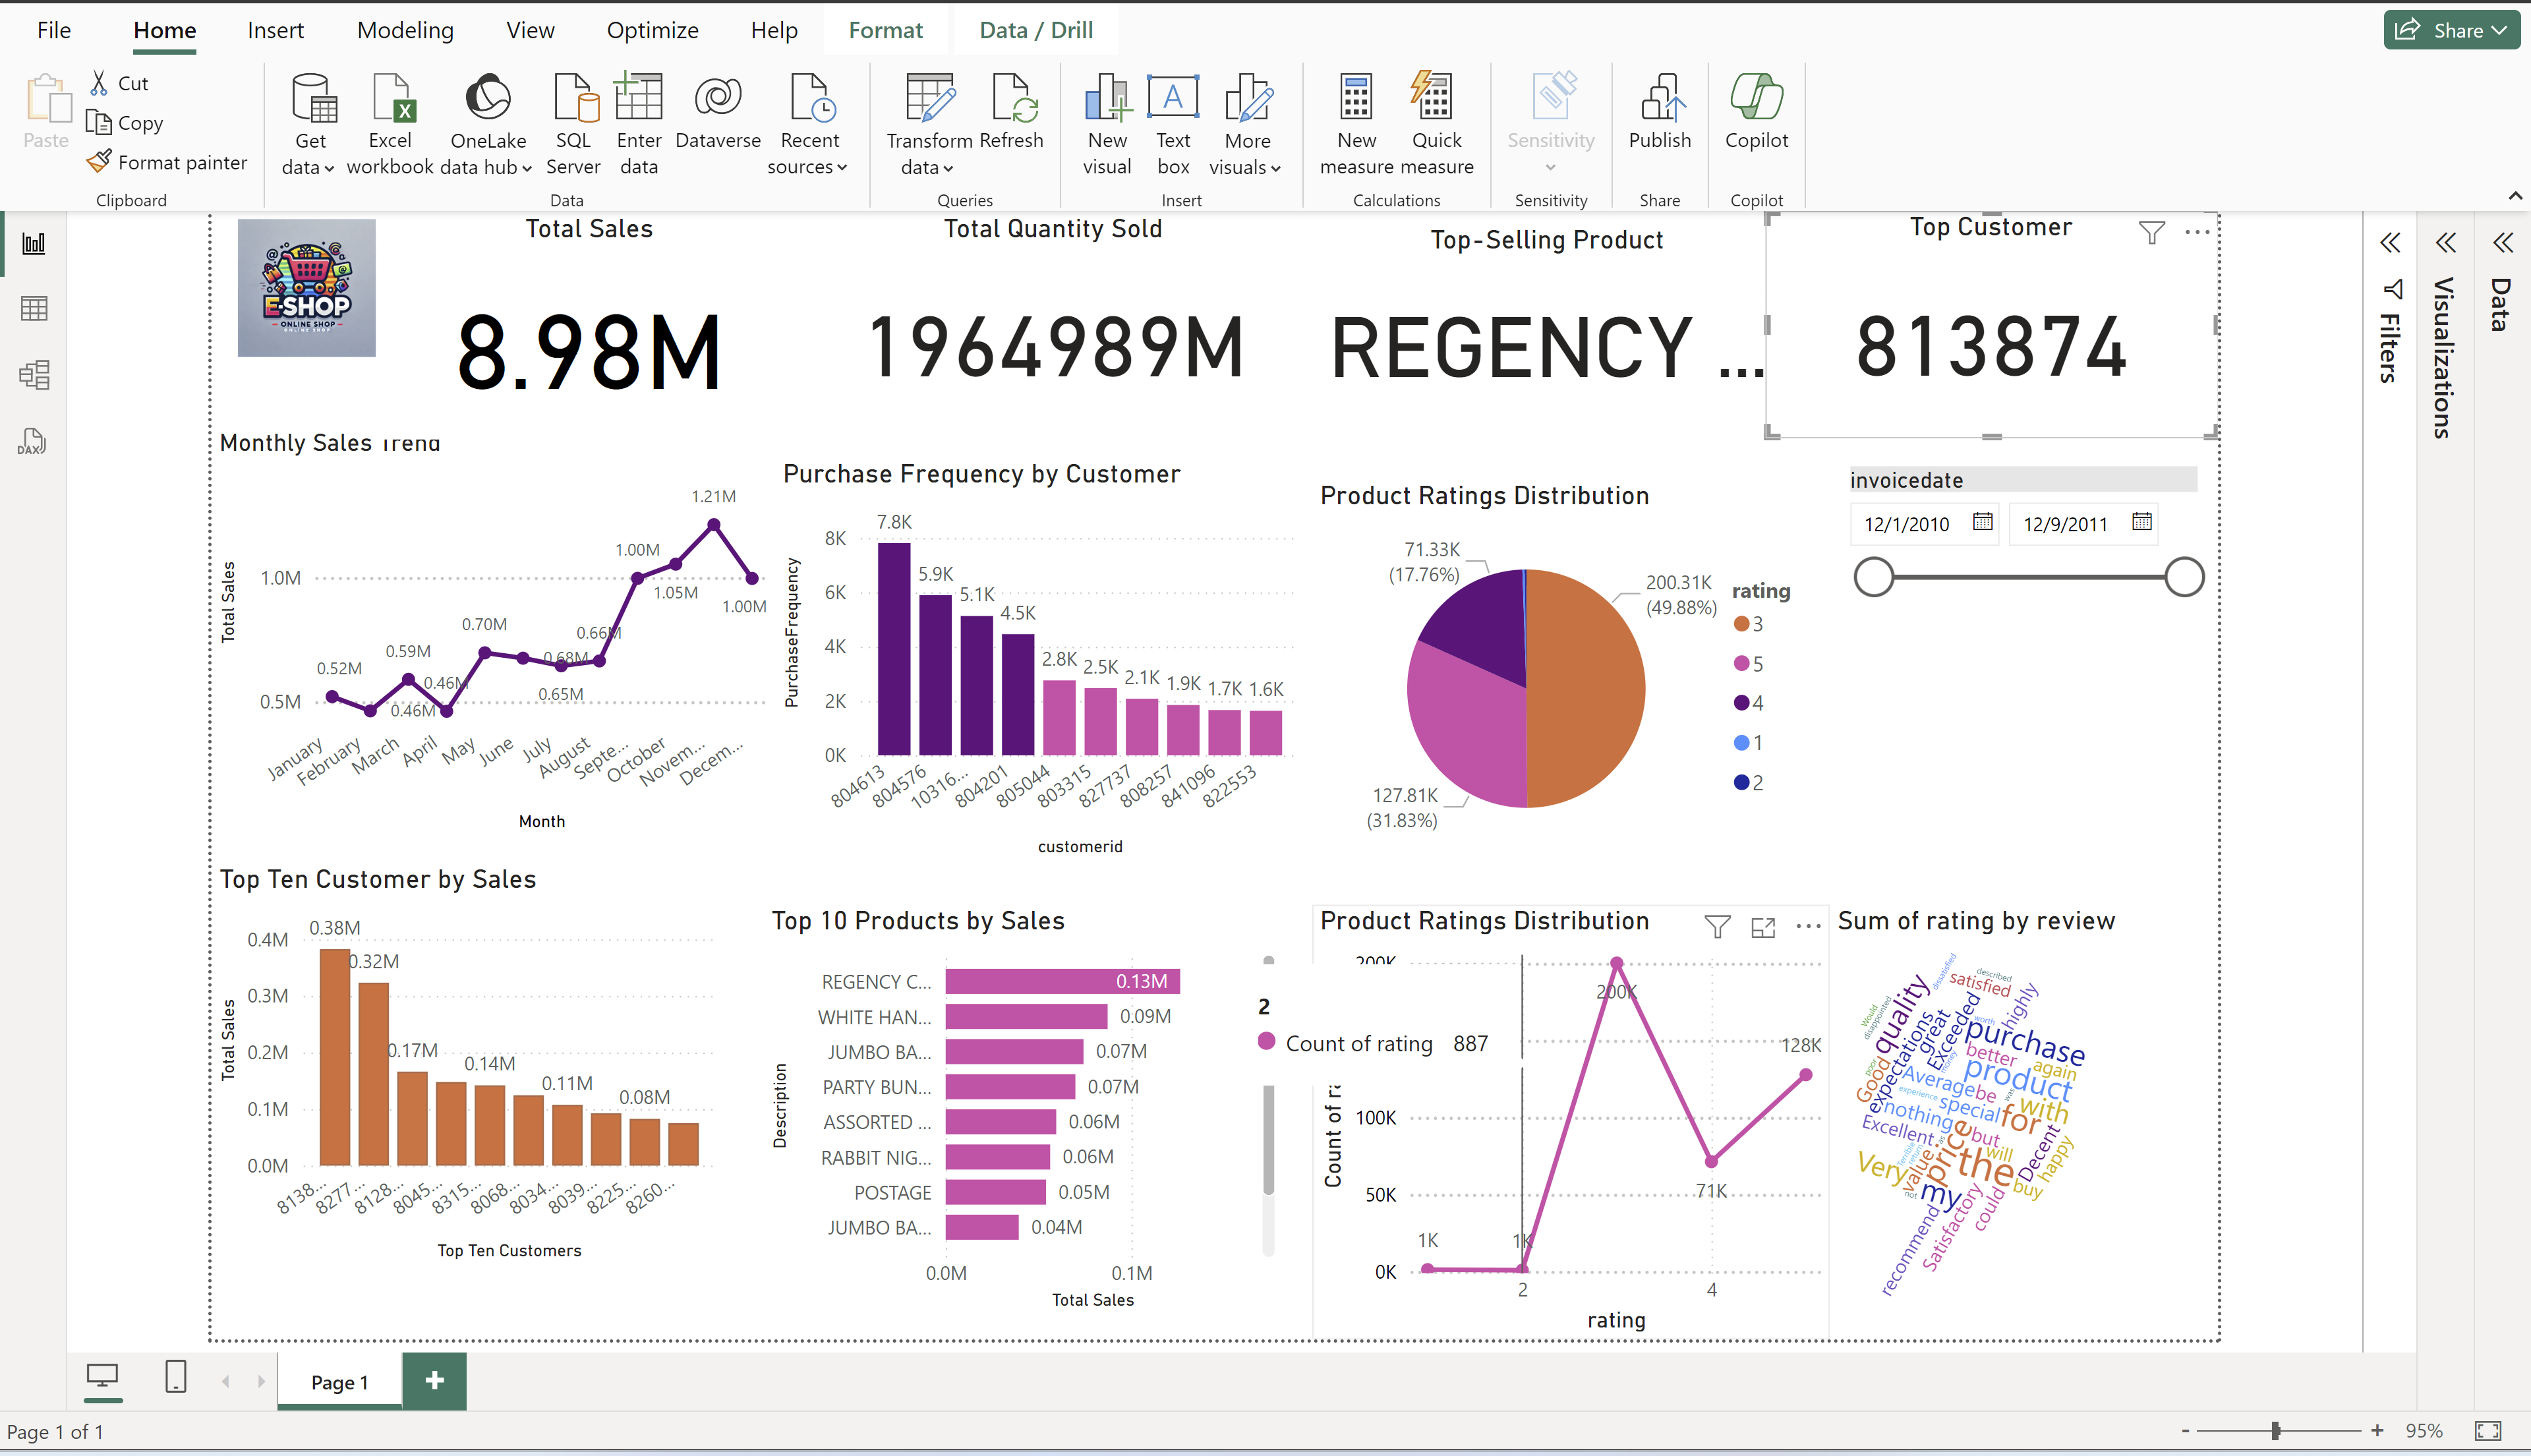 File Home Insert Modeling View Optimize Help Format Data / Drill Share
Paste
Cut
Copy
Format painter
Clipboard
Get data
Excel workbook
OneLake data hub
SQL Server
Enter data
Dataverse
Recent sources
Data
Transform data
Refresh
Queries
New visual
Text box
More visuals
Insert
New measure
Quick measure
Calculations
Sensitivity
Sensitivity
Publish
Share
Copilot
Copilot
DAX
E-SHOP
ONLINE SHOP
Total Sales
8.98M
Total Quantity Sold
1964989M
Top-Selling Product
REGENCY ...
Top Customer
813874
Filters
Visualizations
Data
Monthly Sales Trend
Total Sales
1.0M
0.5M
0.52M
0.59M
0.46M
0.46M
0.70M
0.68M
0.65M
0.66M
1.00M
1.05M
1.21M
1.00M
January
February
March
April
May
June
July
August
Septe...
October
Novem...
Decem...
Month
Purchase Frequency by Customer
PurchaseFrequency
8K
6K
4K
2K
0K
7.8K
5.9K
5.1K
4.5K
2.8K
2.5K
2.1K
1.9K
1.7K
1.6K
804613
804576
10316...
804201
805044
803315
827737
808257
841096
822553
customerid
Product Ratings Distribution
71.33K
(17.76%)
200.31K
(49.88%)
127.81K
(31.83%)
rating
3
5
4
1
2
invoicedate
12/1/2010
12/9/2011
Top Ten Customer by Sales
Total Sales
0.4M
0.3M
0.2M
0.1M
0.0M
0.38M
0.32M
0.17M
0.14M
0.11M
0.08M
8138...
8277...
8128...
8045...
8315...
8068...
8034...
8039...
8225...
8260...
Top Ten Customers
Top 10 Products by Sales
Description
REGENCY C... 0.13M
WHITE HAN... 0.09M
JUMBO BA... 0.07M
PARTY BUN... 0.07M
ASSORTED ... 0.06M
RABBIT NIG... 0.06M
POSTAGE 0.05M
JUMBO BA... 0.04M
0.0M 0.1M
Total Sales
Product Ratings Distribution
2
Count of rating 887
Count of ra
200K
100K
50K
0K
1K
1K
200K
71K
128K
2 4
rating
Sum of rating by review
dissatisfied
described
satisfied
highly
Would
disappointed
quality
great
Exceeded
worth
purchase
expectations
money
better
again
poor
Good
Average
product
be
was
experience
special
with
nothing
for
Excellent
as
but
Decent
Terrible
return
price
will
happy
Very
value
the
buy
not
my
could
Satisfactory
recommend
Page 1
+
Page 1 of 1
- + 95%